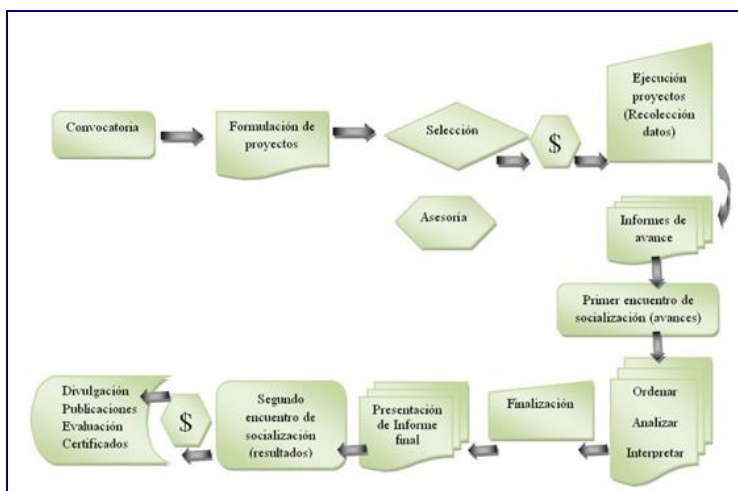 Convocatoria
Formulación de
proyectos
Selección
$
Ejecución
proyectos
(Recolección
datos)
Asesoría
Informes de
avance
Primer encuentro de
socialización (avances)
Ordenar
Analizar
Interpretar
Finalización
Presentación
de Informe
final
Segundo
encuentro de
socialización
(resultados)
$
Divulgación
Publicaciones
Evaluación
Certificados